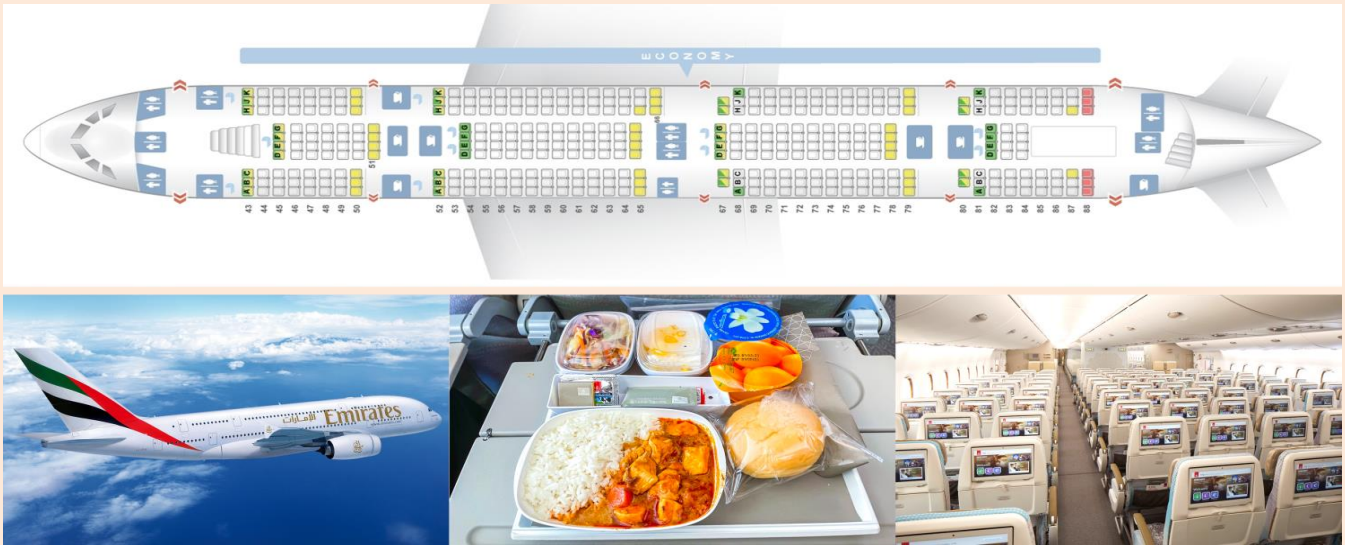 ECONOMY
HJK HJK HJK HJK
66
DEFG DEFG DEFG DEFG
51
ABC ABC ABC ABC
43 44 45 46 47 48 49 50 52 53 54 55 56 57 58 59 60 61 62 63 64 65 67 68 69 70 71 72 73 74 75 76 77 78 79 80 81 82 83 84 85 86 87 88
الإمارات Emirates